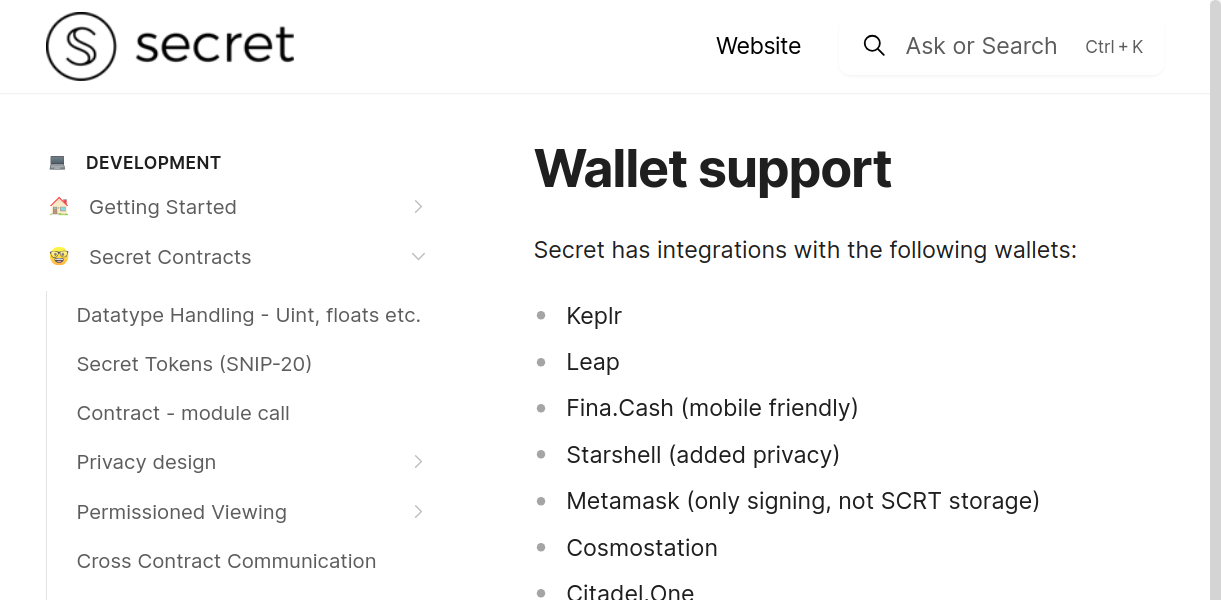 secret
Website
Ask or Search
Ctrl + K
DEVELOPMENT
Getting Started
Secret Contracts
Datatype Handling - Uint, floats etc.
Secret Tokens (SNIP-20)
Contract - module call
Privacy design
Permissioned Viewing
Cross Contract Communication
Wallet support
Secret has integrations with the following wallets:
Keplr
Leap
Fina.Cash (mobile friendly)
Starshell (added privacy)
Metamask (only signing, not SCRT storage)
Cosmostation
Citadel.One